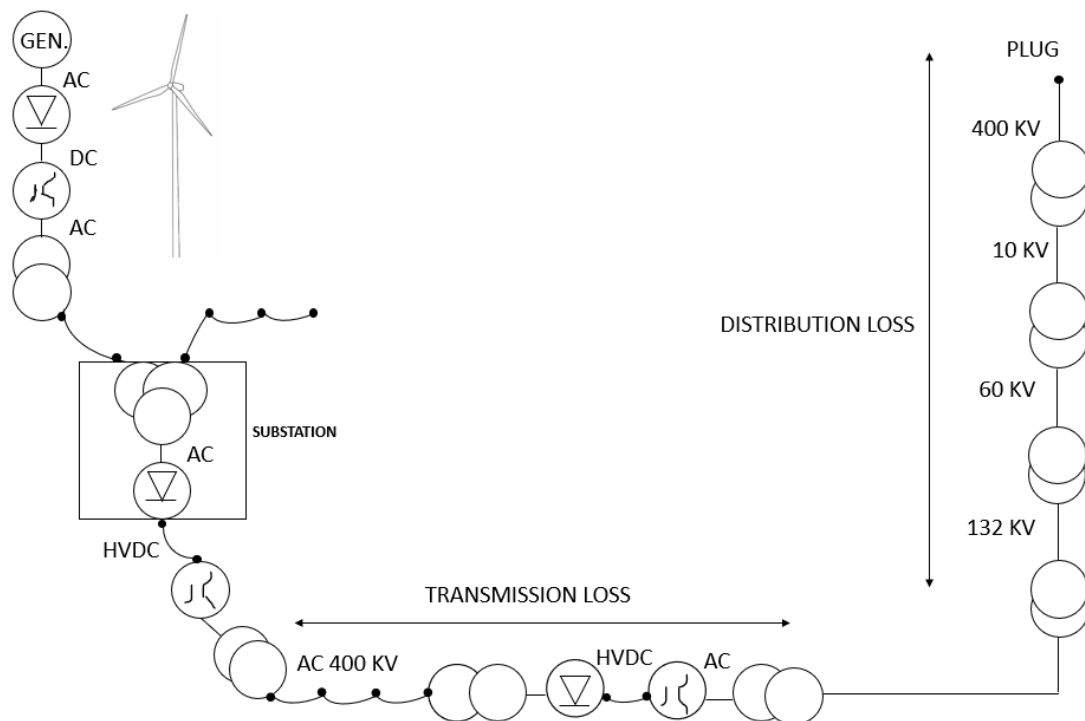 GEN.
AC
DC
AC
SUBSTATION
AC
HVDC
TRANSMISSION LOSS
AC 400 KV
HVDC
AC
DISTRIBUTION LOSS
PLUG
400 KV
10 KV
60 KV
132 KV